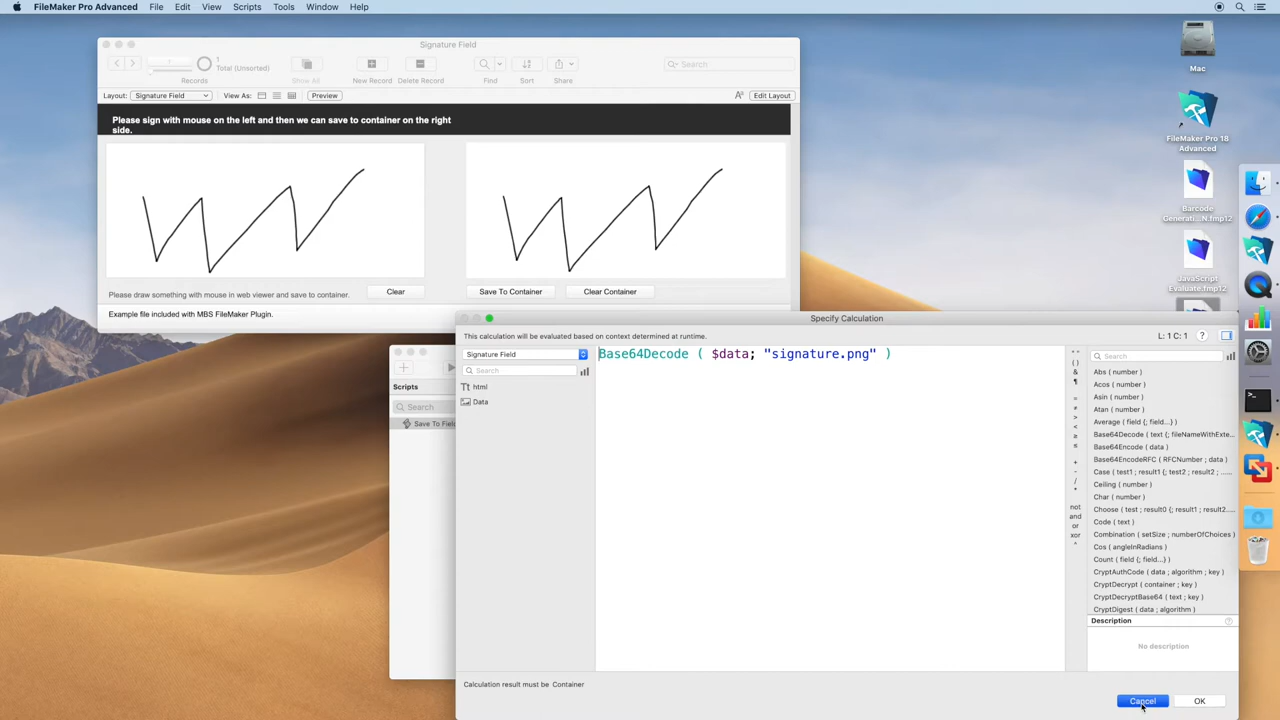 FileMaker Pro Advanced File Edit View Scripts Tools Window Help
Signature Field
1
1
Total (Unsorted)
Records
Show All
New Record
Delete Record
Find
Sort
Share
Search
Layout: Signature Field View As: Preview Edit Layout
Please sign with mouse on the left and then we can save to container on the right
side.
Please draw something with mouse in web viewer and save to container.
Clear
Save To Container
Clear Container
Example file included with MBS FileMaker Plugin.
Mac
FileMaker Pro 18
Advanced
Barcode
Generati...N.fmp12
JavaScript
Evaluate.fmp12
Scripts
Search
Save To Fiel
Specify Calculation
This calculation will be evaluated based on context determined at runtime.
L: 1 C: 1
?
Signature Field
Search
html
Data
Base64Decode ( $data; "signature.png" )
" "
( )
&
¶
=
≠
>
<
≥
≤
+
-
/
*
not
and
or
xor
^
Search
Abs ( number )
Acos ( number )
Asin ( number )
Atan ( number )
Average ( field {; field...} )
Base64Decode ( text {; fileNameWithExte...
Base64Encode ( data )
Base64EncodeRFC ( RFCNumber ; data )
Case ( test1 ; result1 {; test2 ; result2 ; ......
Ceiling ( number )
Char ( number )
Choose ( test ; result0 {; result1 ; result2....
Code ( text )
Combination ( setSize ; numberOfChoices )
Cos ( angleInRadians )
Count ( field {; field...} )
CryptAuthCode ( data ; algorithm ; key )
CryptDecrypt ( container ; key )
CryptDecryptBase64 ( text ; key )
CryptDigest ( data ; algorithm )
Description
?
No description
Calculation result must be Container
Cancel
OK